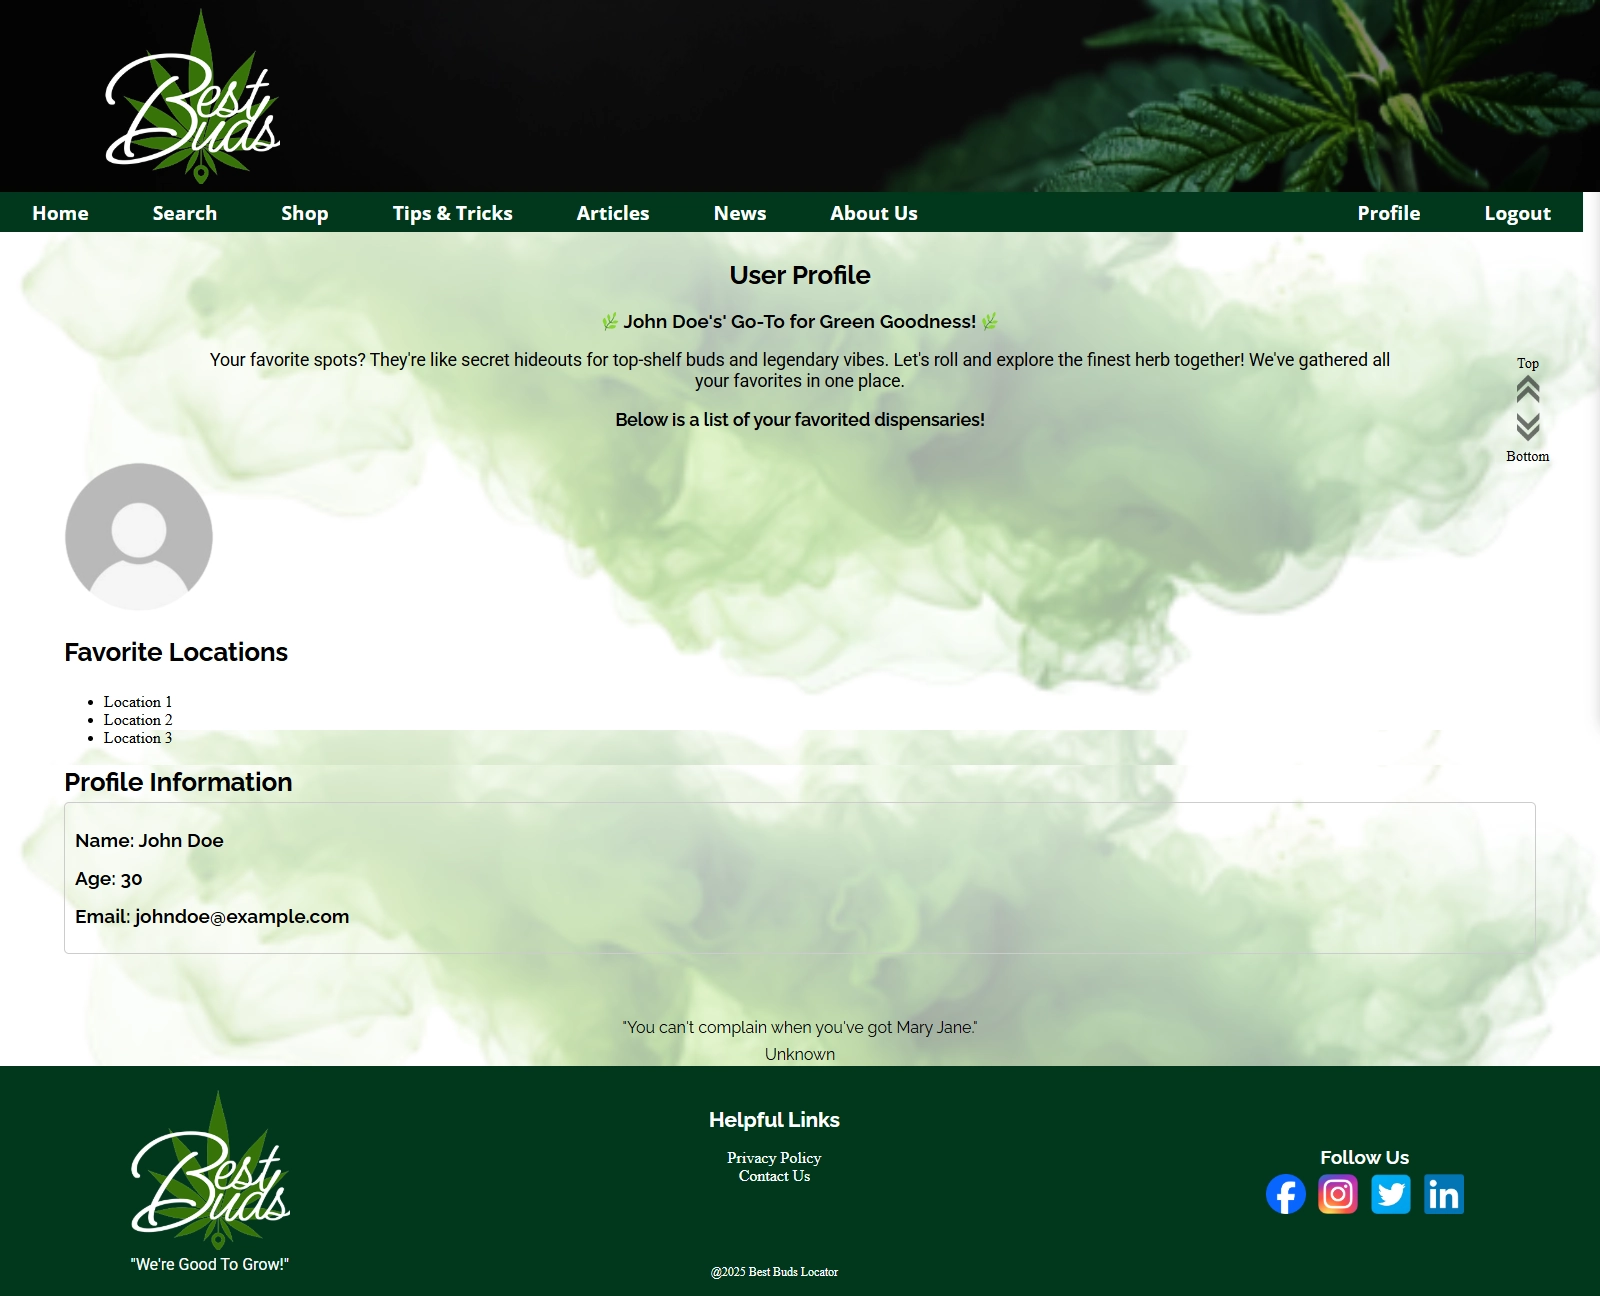 Best
Buds
Home Search Shop Tips & Tricks Articles News About Us Profile Logout
User Profile
🌿 John Doe's' Go-To for Green Goodness! 🌿
Your favorite spots? They're like secret hideouts for top-shelf buds and legendary vibes. Let's roll and explore the finest herb together! We've gathered all
your favorites in one place.
Below is a list of your favorited dispensaries!
Top
Bottom
Favorite Locations
• Location 1
• Location 2
• Location 3
Profile Information
Name: John Doe
Age: 30
Email: johndoe@example.com
"You can't complain when you've got Mary Jane."
Unknown
Best
Buds
"We're Good To Grow!"
Helpful Links
Privacy Policy
Contact Us
@2025 Best Buds Locator
Follow Us